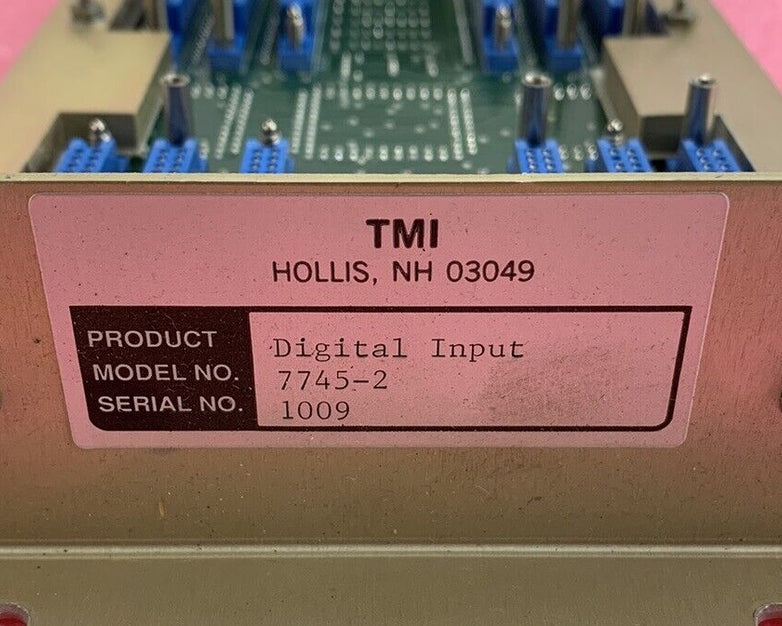 TMI
HOLLIS, NH 03049
PRODUCT Digital Input
MODEL NO. 7745-2
SERIAL NO. 1009